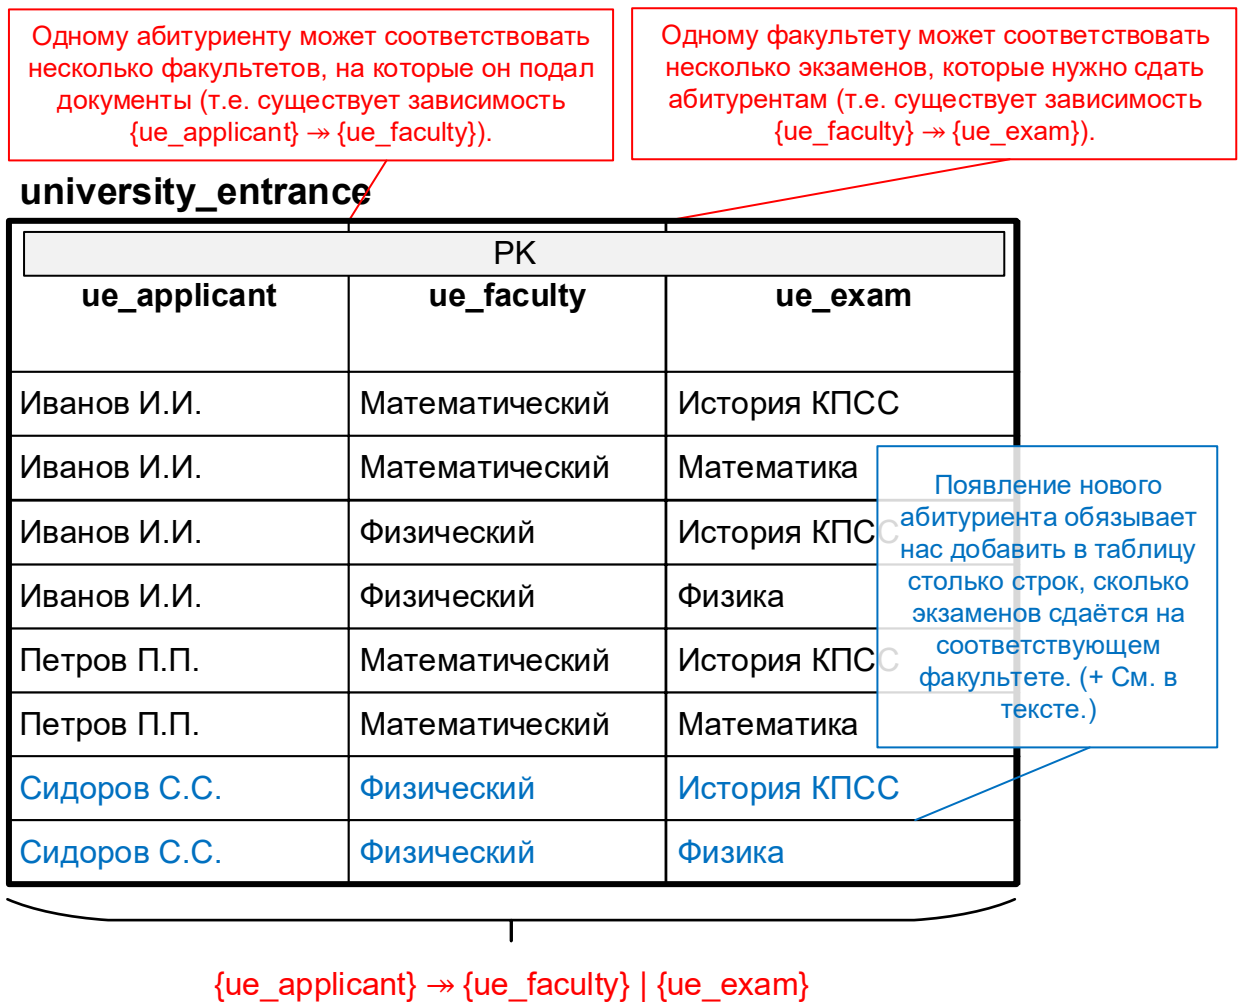 Одному абитуриенту может соответствовать
несколько факультетов, на которые он подал
документы (т.е. существует зависимость
{ue_applicant} ↠ {ue_faculty}).
Одному факультету может соответствовать
несколько экзаменов, которые нужно сдать
абитурентам (т.е. существует зависимость
{ue_faculty} ↠ {ue_exam}).
university_entrance
PK
ue_applicant ue_faculty ue_exam
Иванов И.И. Математический История КПСС
Иванов И.И. Математический Математика
Иванов И.И. Физический История КПСС
Иванов И.И. Физический Физика
Петров П.П. Математический История КПСС
Петров П.П. Математический Математика
Сидоров С.С. Физический История КПСС
Сидоров С.С. Физический Физика
Появление нового
абитуриента обязывает
нас добавить в таблицу
столько строк, сколько
экзаменов сдаётся на
соответствующем
факультете. (+ См. в
тексте.)
{ue_applicant} ↠ {ue_faculty} | {ue_exam}